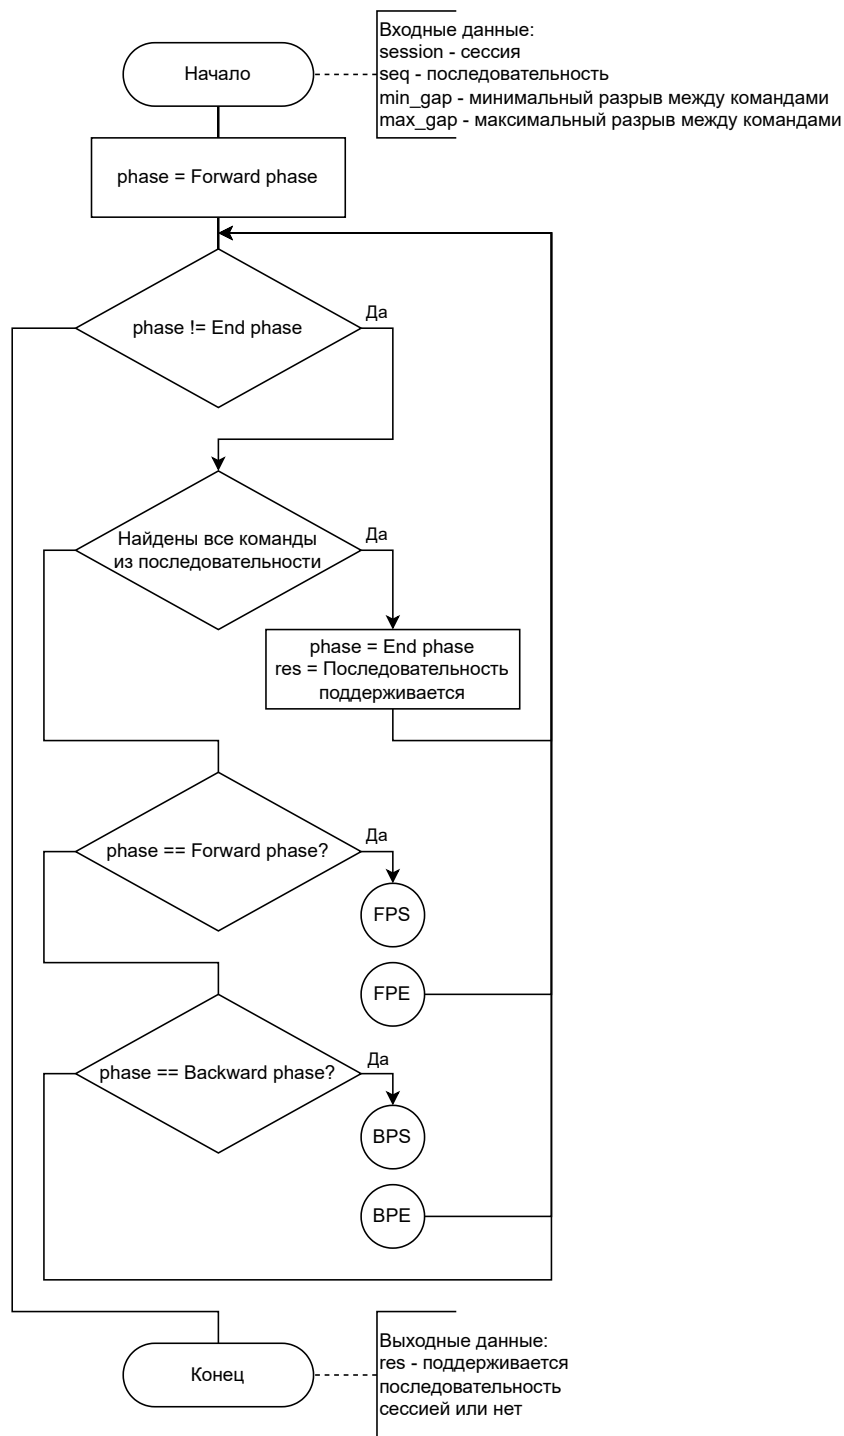 Входные данные:
session - сессия
seq - последовательность
min_gap - минимальный разрыв между командами
max_gap - максимальный разрыв между командами
Начало
phase = Forward phase
phase != End phase
Да
Найдены все команды
из последовательности
Да
phase = End phase
res = Последовательность
поддерживается
phase == Forward phase?
Да
FPS
FPE
phase == Backward phase?
Да
BPS
BPE
Конец
Выходные данные:
res - поддерживается
последовательность
сессией или нет